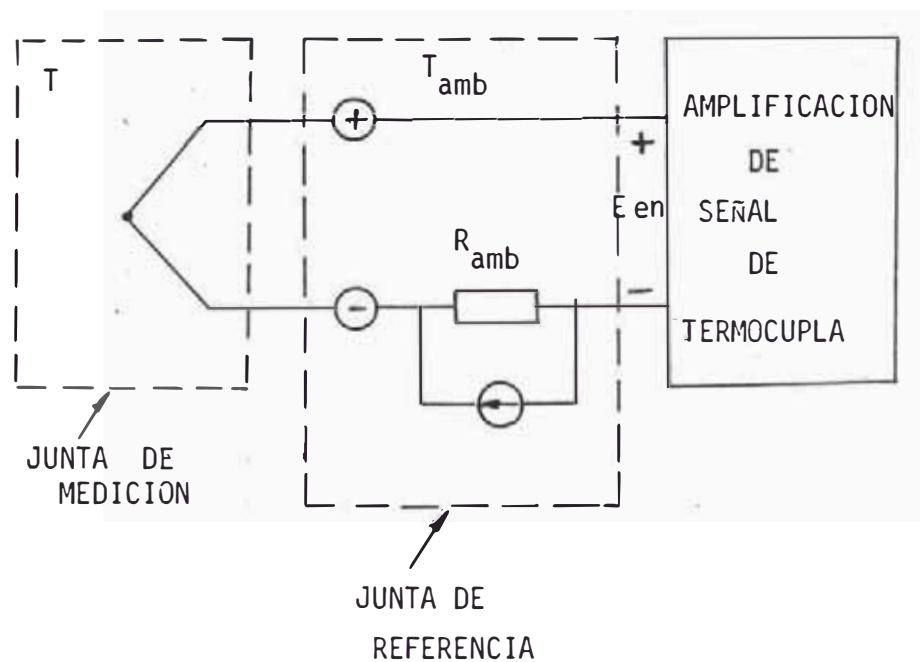 T
T amb
+
AMPLIFICACION
DE
SEÑAL
DE
TERMOCUPLA
+
E en
-
R amb
-
JUNTA DE
MEDICION
JUNTA DE
REFERENCIA